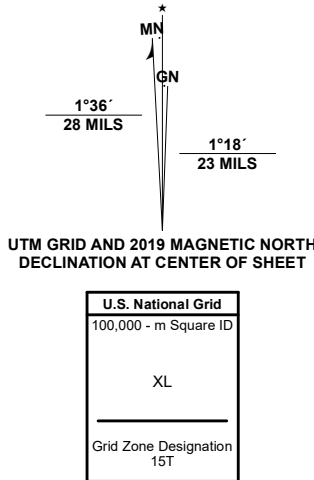 ★
MN
GN
1°36´
28 MILS
1°18´
23 MILS
UTM GRID AND 2019 MAGNETIC NORTH
DECLINATION AT CENTER OF SHEET
U.S. National Grid
100,000 - m Square ID
XL
Grid Zone Designation
15T